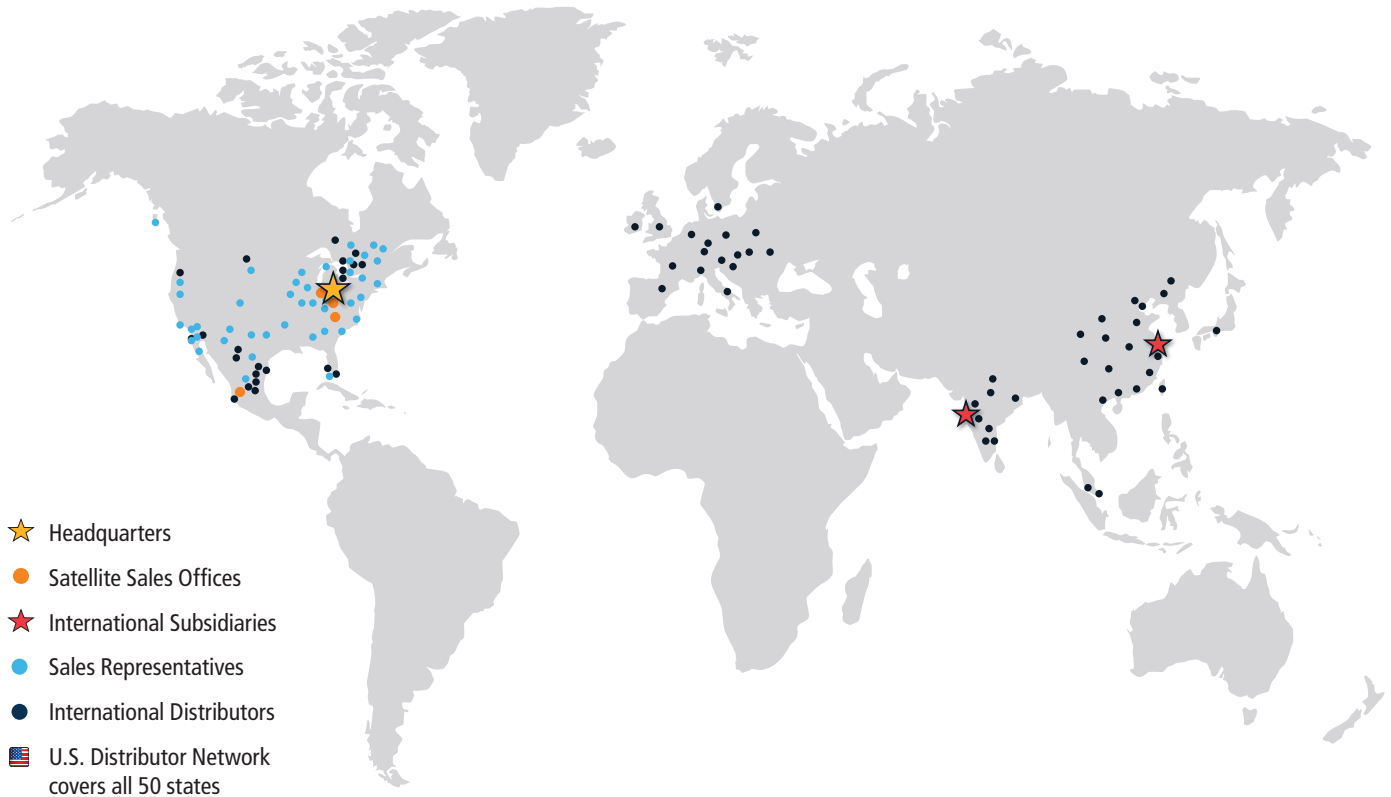 Headquarters
Satellite Sales Offices
International Subsidiaries
Sales Representatives
International Distributors
U.S. Distributor Network
covers all 50 states